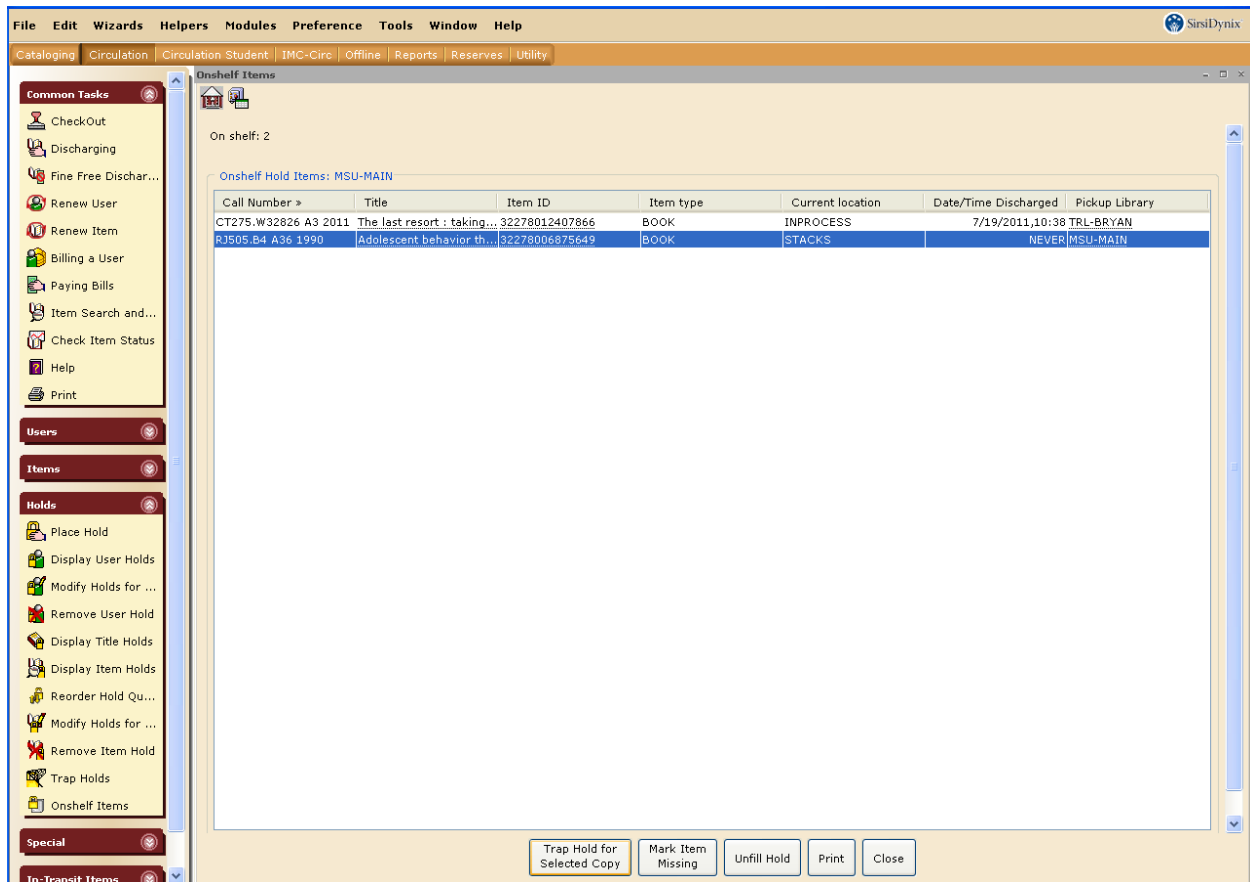 File Edit Wizards Helpers Modules Preference Tools Window Help
SirsiDynix
Cataloging Circulation Circulation Student IMC-Circ Offline Reports Reserves Utility
Onshelf Items
Common Tasks
CheckOut
Discharging
Fine Free Dischar...
Renew User
Renew Item
Billing a User
Paying Bills
Item Search and...
Check Item Status
Help
Print
Users
Items
Holds
Place Hold
Display User Holds
Modify Holds for ...
Remove User Hold
Display Title Holds
Display Item Holds
Reorder Hold Qu...
Modify Holds for ...
Remove Item Hold
Trap Holds
Onshelf Items
Special
In-Transit Items
On shelf: 2
Onshelf Hold Items: MSU-MAIN
Call Number » Title Item ID Item type Current location Date/Time Discharged Pickup Library
CT275.W32826 A3 2011 The last resort : taking... 32278012407866 BOOK INPROCESS 7/19/2011,10:38 TRL-BRYAN
RJ505.B4 A36 1990 Adolescent behavior th... 32278006875649 BOOK STACKS NEVER MSU-MAIN
Trap Hold for
Selected Copy
Mark Item
Missing
Unfill Hold
Print
Close